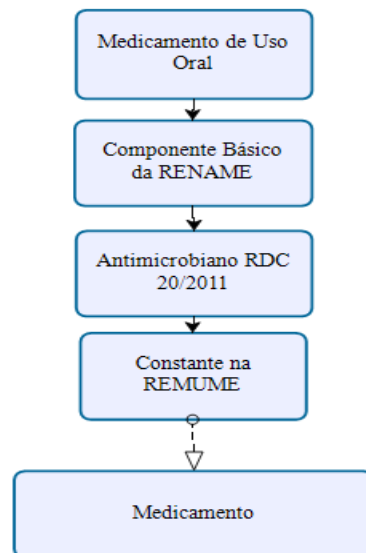 Medicamento de Uso
Oral
Componente Básico
da RENAME
Antimicrobiano RDC
20/2011
Constante na
REMUME
Medicamento